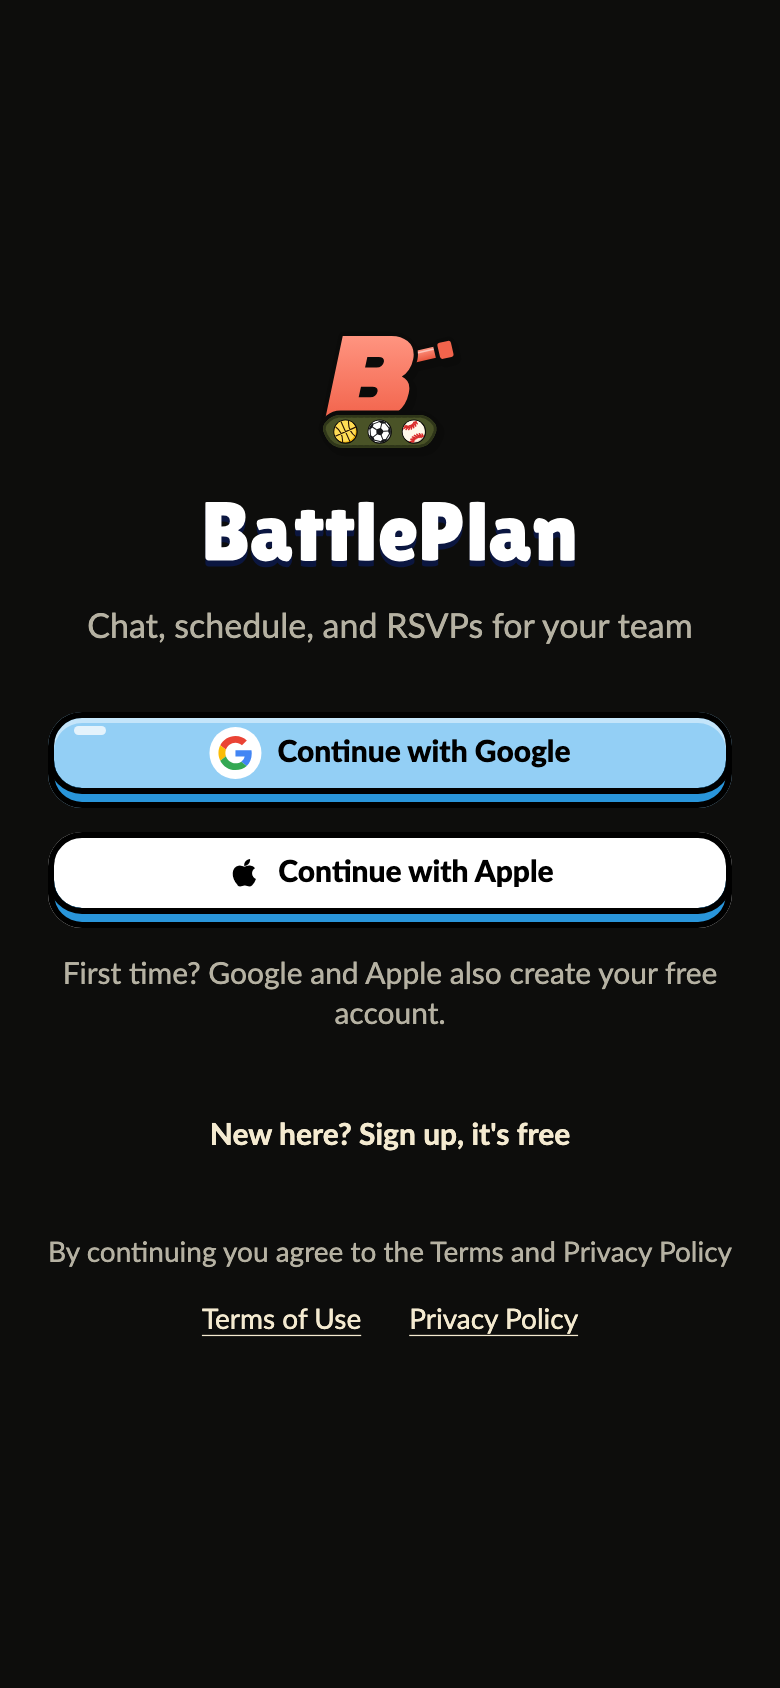 B
BattlePlan
Chat, schedule, and RSVPs for your team
Continue with Google
Continue with Apple
First time? Google and Apple also create your free
account.
New here? Sign up, it's free
By continuing you agree to the Terms and Privacy Policy
Terms of Use Privacy Policy